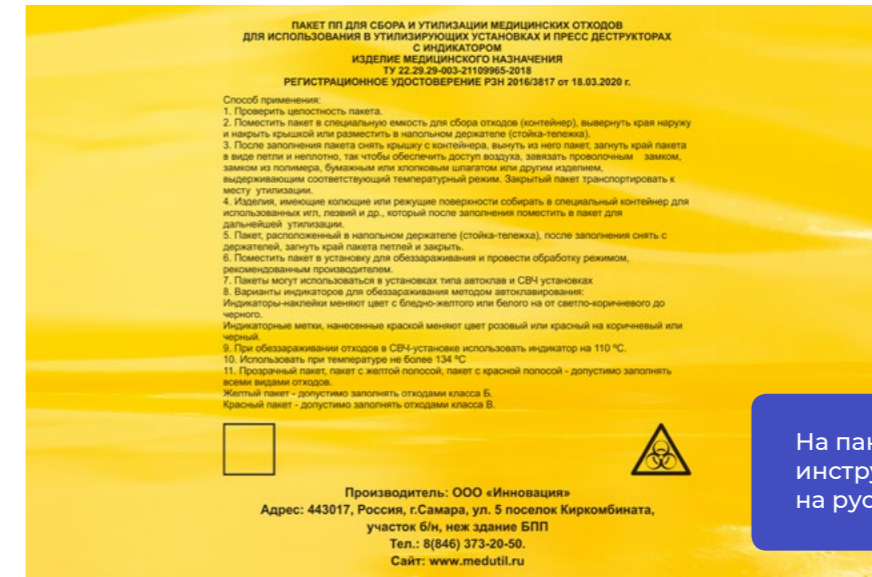 ПАКЕТ ПП ДЛЯ СБОРА И УТИЛИЗАЦИИ МЕДИЦИНСКИХ ОТХОДОВ
ДЛЯ ИСПОЛЬЗОВАНИЯ В УТИЛИЗИРУЮЩИХ УСТАНОВКАХ И ПРЕСС ДЕСТРУКТОРАХ
С ИНДИКАТОРОМ
ИЗДЕЛИЕ МЕДИЦИНСКОГО НАЗНАЧЕНИЯ
ТУ 22.29.29-003-21109965-2018
РЕГИСТРАЦИОННОЕ УДОСТОВЕРЕНИЕ РЗН 2016/3817 от 18.03.2020 г.
Способ применения:
1. Проверить целостность пакета.
2. Поместить пакет в специальную емкость для сбора отходов (контейнер), вывернуть края наружу
и накрыть крышкой или разместить в напольном держателе (стойка-тележка).
3. После заполнения пакета снять крышку с контейнера, вынуть из него пакет, загнуть край пакета
в виде петли и неплотно, так чтобы обеспечить доступ воздуха, завязать проволочным замком,
замком из полимера, бумажным или хлопковым шпагатом или другим изделием,
выдерживающим соответствующий температурный режим. Закрытый пакет транспортировать к
месту утилизации.
4. Изделия, имеющие колющие или режущие поверхности собирать в специальный контейнер для
использованных игл, лезвий и др., который после заполнения поместить в пакет для
дальнейшей утилизации.
5. Пакет, расположенный в напольном держателе (стойка-тележка), после заполнения снять с
держателей, загнуть край пакета петлей и закрыть.
6. Поместить пакет в установку для обеззараживания и провести обработку режимом,
рекомендованным производителем.
7. Пакеты могут использоваться в установках типа автоклав и СВЧ установках
8. Варианты индикаторов для обеззараживания методом автоклавирования:
Индикаторы-наклейки меняют цвет с бледно-желтого или белого на от светло-коричневого до
черного.
Индикаторные метки, нанесенные краской меняют цвет розовый или красный на коричневый или
черный.
9. При обеззараживании отходов в СВЧ-установке использовать индикатор на 110 ºС.
10. Использовать при температуре не более 134 ºС
11. Прозрачный пакет, пакет с желтой полосой, пакет с красной полосой - допустимо заполнять
всеми видами отходов.
Желтый пакет - допустимо заполнять отходами класса Б.
Красный пакет - допустимо заполнять отходами класса В.
Производитель: ООО «Инновация»
Адрес: 443017, Россия, г.Самара, ул. 5 поселок Киркомбината,
участок б/н, неж здание БПП
Тел.: 8(846) 373-20-50.
Сайт: www.medutil.ru
На пак
инстру
на рус